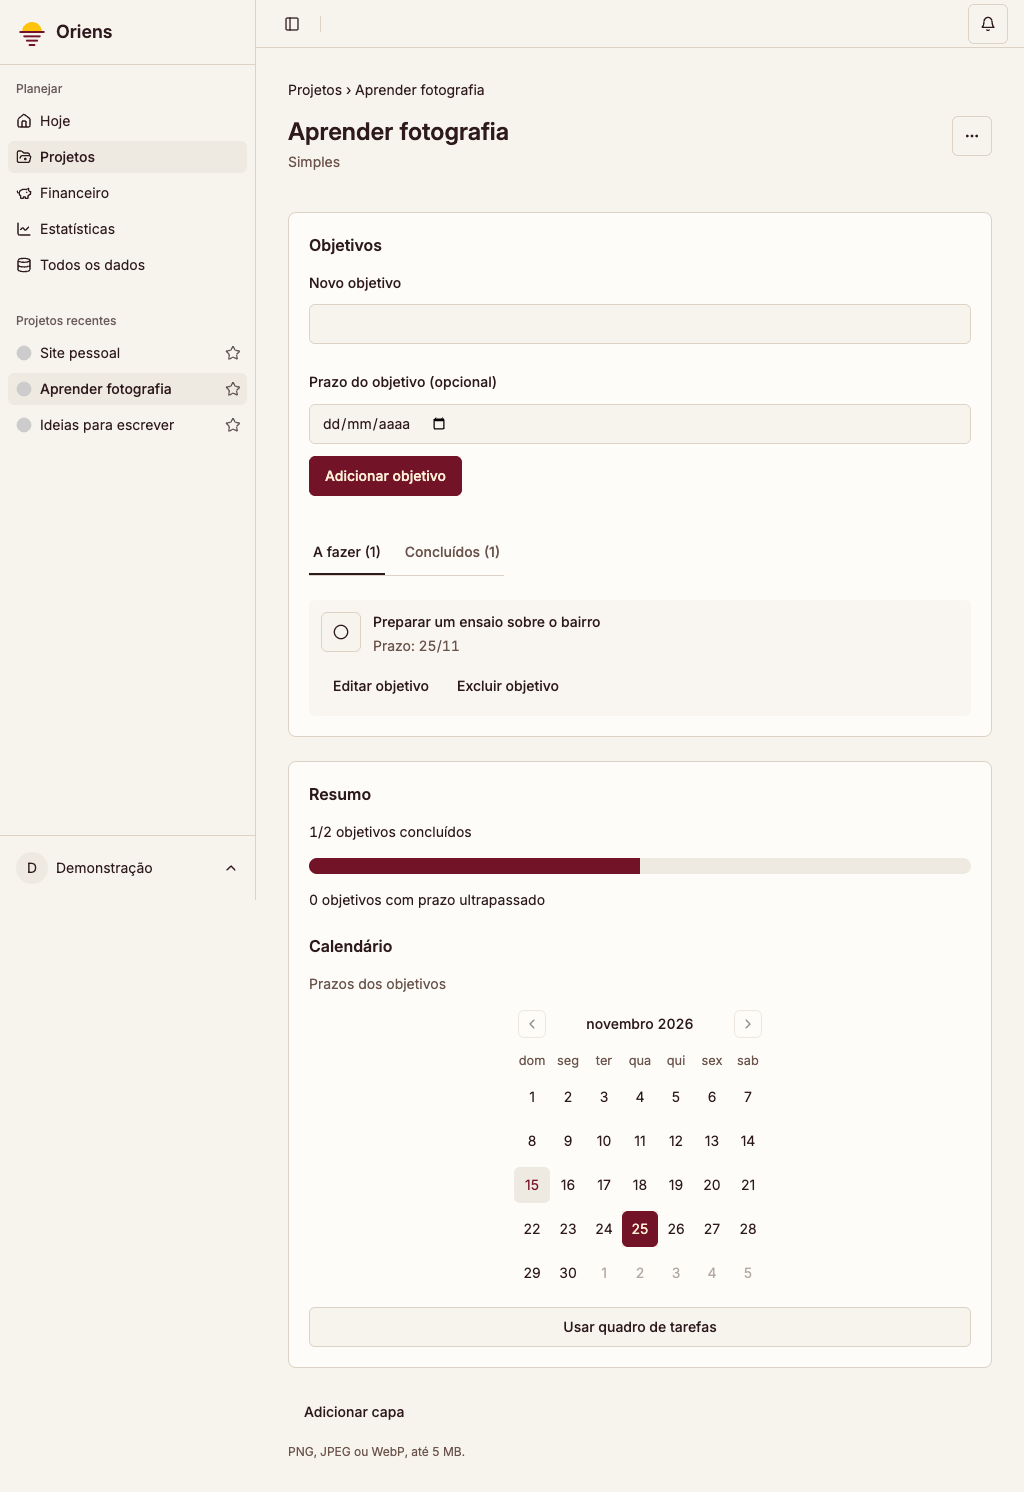 Oriens
Planejar
Hoje
Projetos
Financeiro
Estatísticas
Todos os dados
Projetos recentes
Site pessoal
Aprender fotografia
Ideias para escrever
D Demonstração
Projetos › Aprender fotografia
Aprender fotografia
Simples
Objetivos
Novo objetivo
Prazo do objetivo (opcional)
dd/mm/aaaa
Adicionar objetivo
A fazer (1) Concluídos (1)
Preparar um ensaio sobre o bairro
Prazo: 25/11
Editar objetivo Excluir objetivo
Resumo
1/2 objetivos concluídos
0 objetivos com prazo ultrapassado
Calendário
Prazos dos objetivos
novembro 2026
dom seg ter qua qui sex sab
1 2 3 4 5 6 7
8 9 10 11 12 13 14
15 16 17 18 19 20 21
22 23 24 25 26 27 28
29 30 1 2 3 4 5
Usar quadro de tarefas
Adicionar capa
PNG, JPEG ou WebP, até 5 MB.